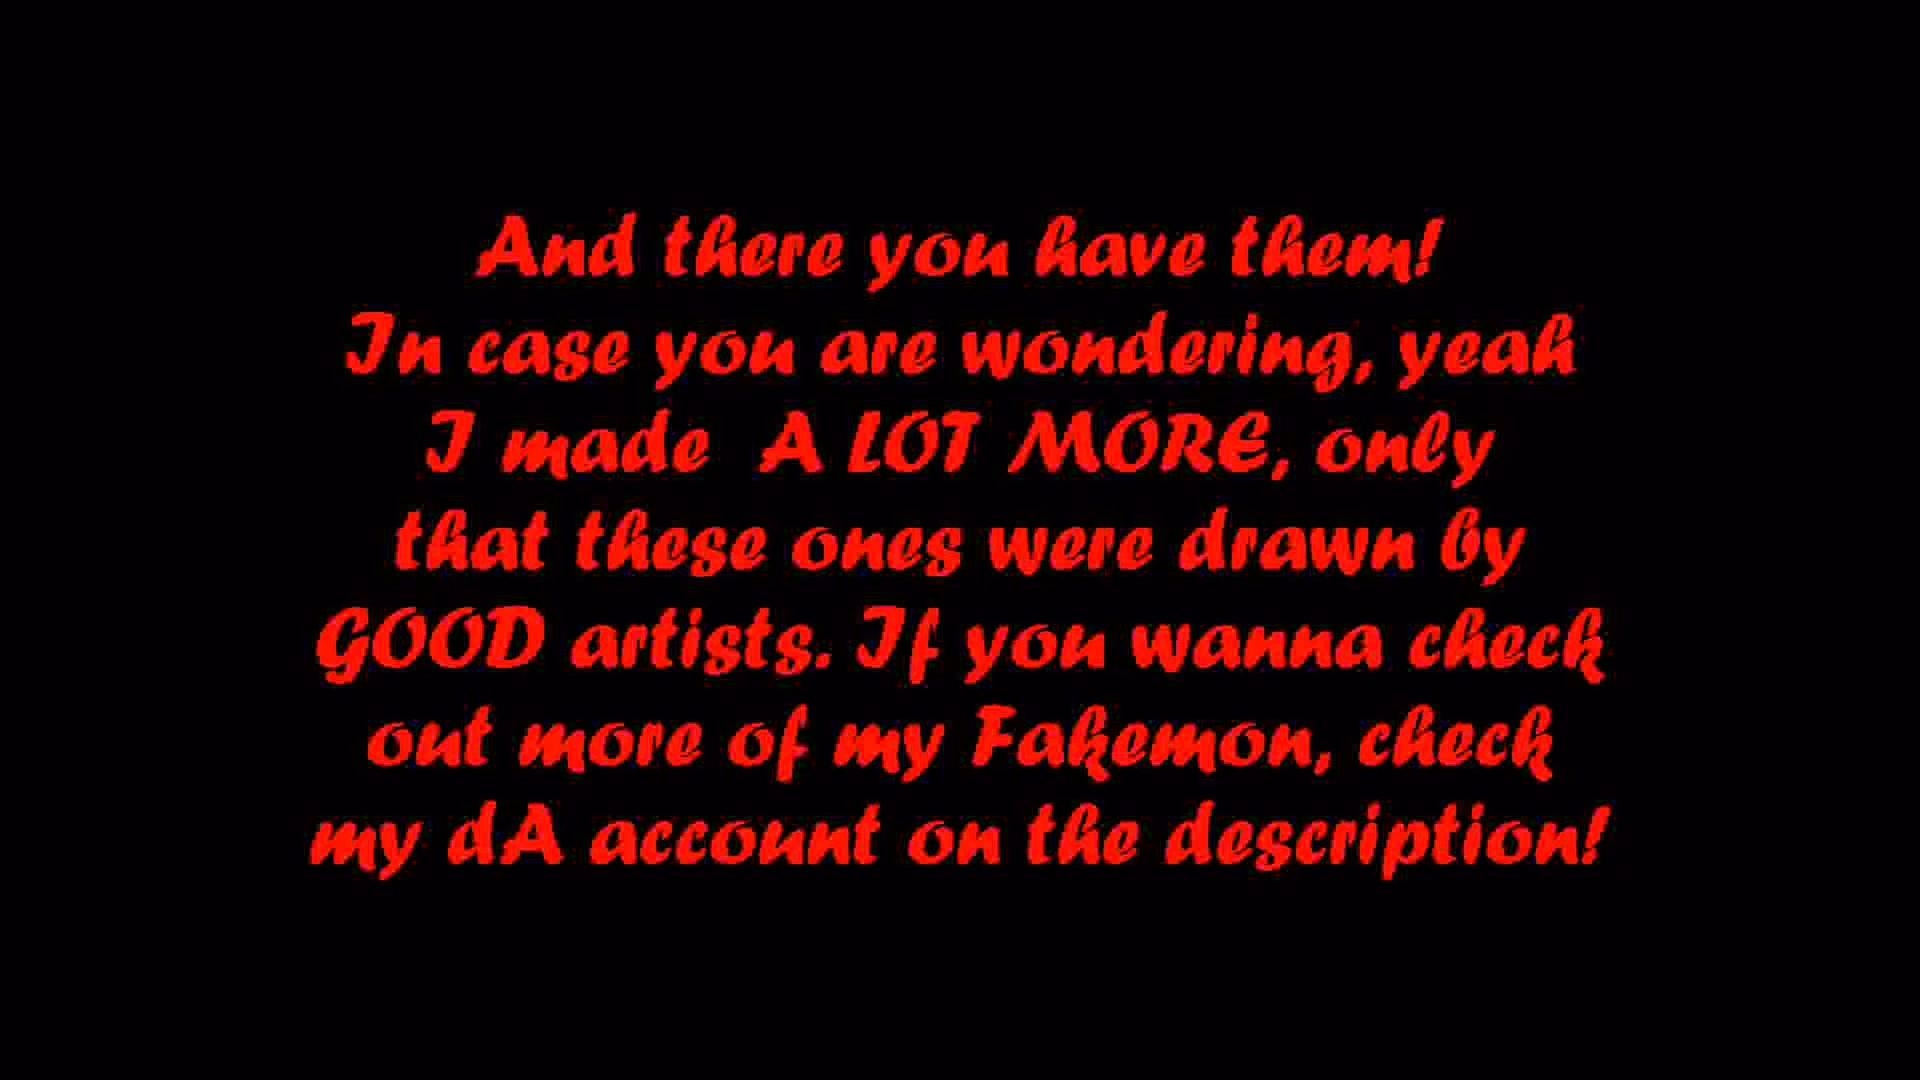 And there you have them!
In case you are wondering, yeah
I made A LOT MORE, only
that these ones were drawn by
GOOD artists. If you wanna check
out more of my Fakemon, check
my dA account on the description!